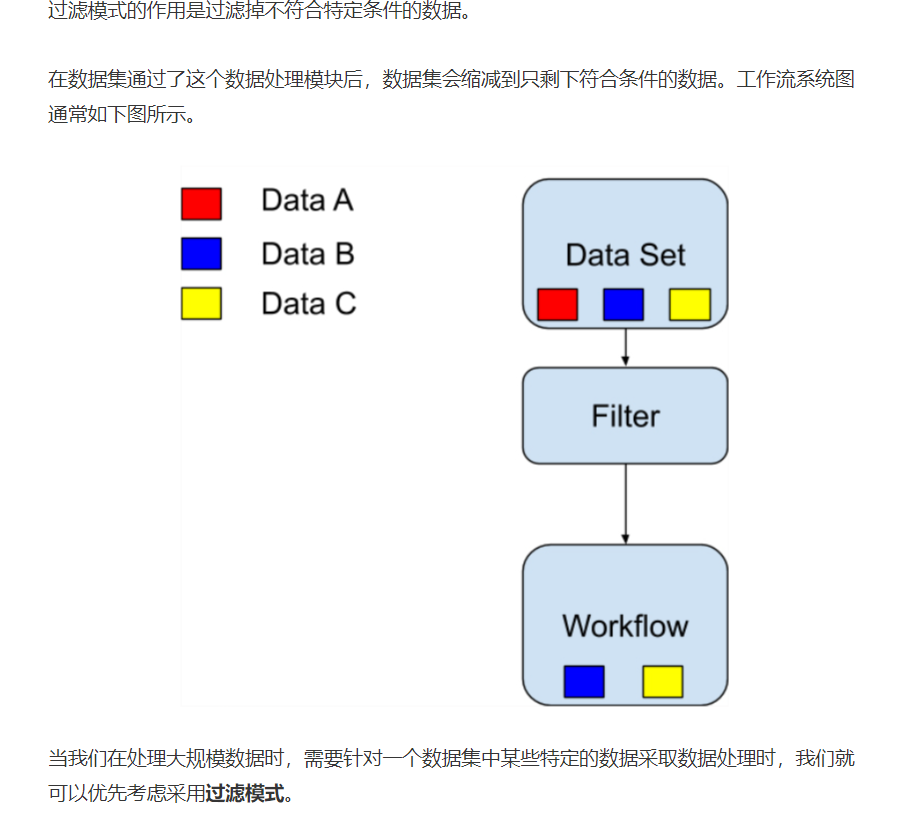 过滤模式的作用是过滤掉不符合特定条件的数据。
在数据集通过了这个数据处理模块后，数据集会缩减到只剩下符合条件的数据。工作流系统图
通常如下图所示。
Data A
Data B
Data C
Data Set
Filter
Workflow
当我们在处理大规模数据时，需要针对一个数据集中某些特定的数据采取数据处理时，我们就
可以优先考虑采用过滤模式。